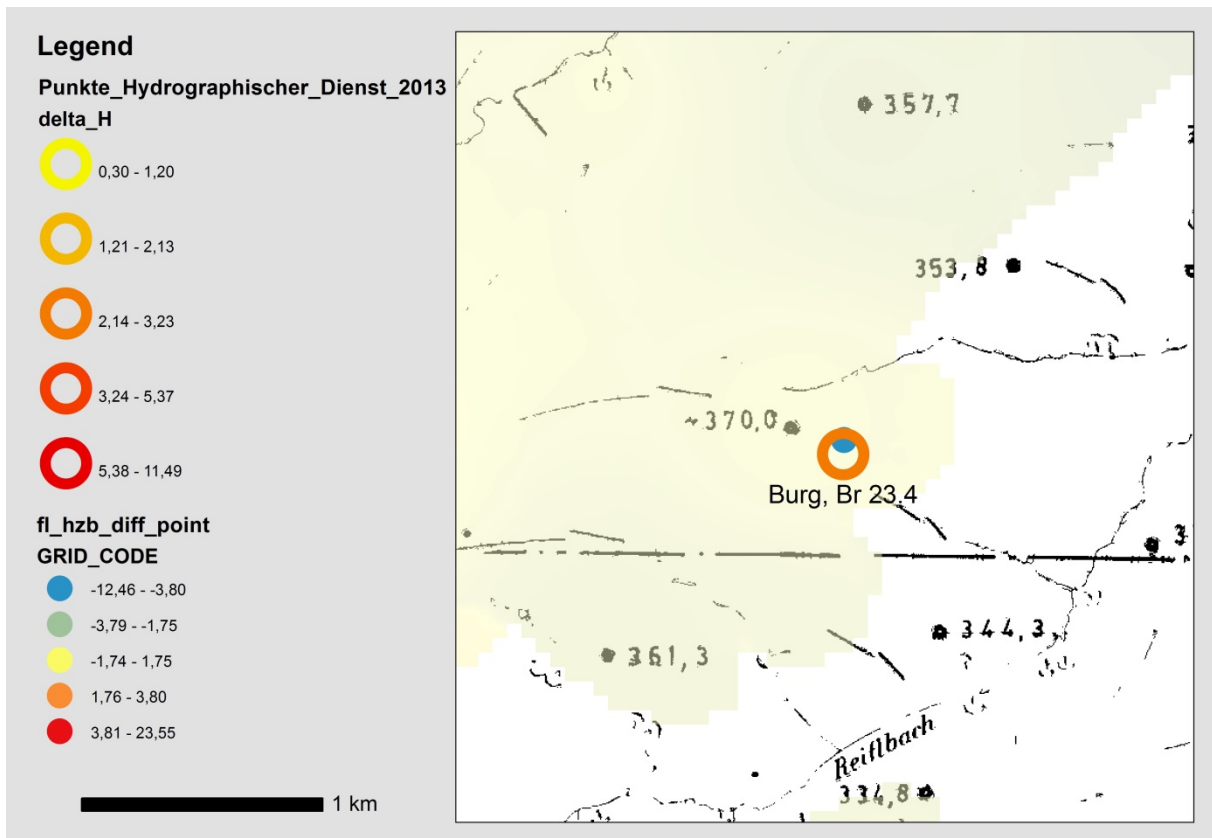 Legend
Punkte_Hydrographischer_Dienst_2013
delta_H
0,30 - 1,20
1,21 - 2,13
2,14 - 3,23
3,24 - 5,37
5,38 - 11,49
fl_hzb_diff_point
GRID_CODE
-12,46 - -3,80
-3,79 - -1,75
-1,74 - 1,75
1,76 - 3,80
3,81 - 23,55
1 km
357,7
353,8
370,0
Burg, Br 23.4
344,3
361,3
Reiflbach
334,8